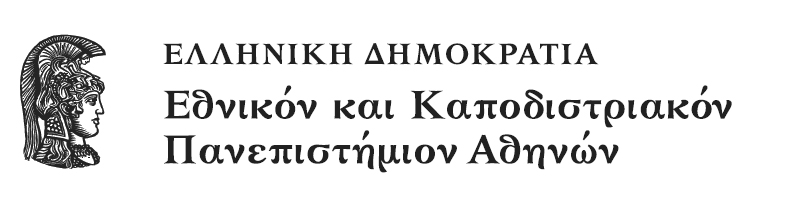 ΕΛΛΗΝΙΚΗ ΔΗΜΟΚΡΑΤΙΑ
Εθνικόν και Καποδιστριακόν
Πανεπιστήμιον Αθηνών